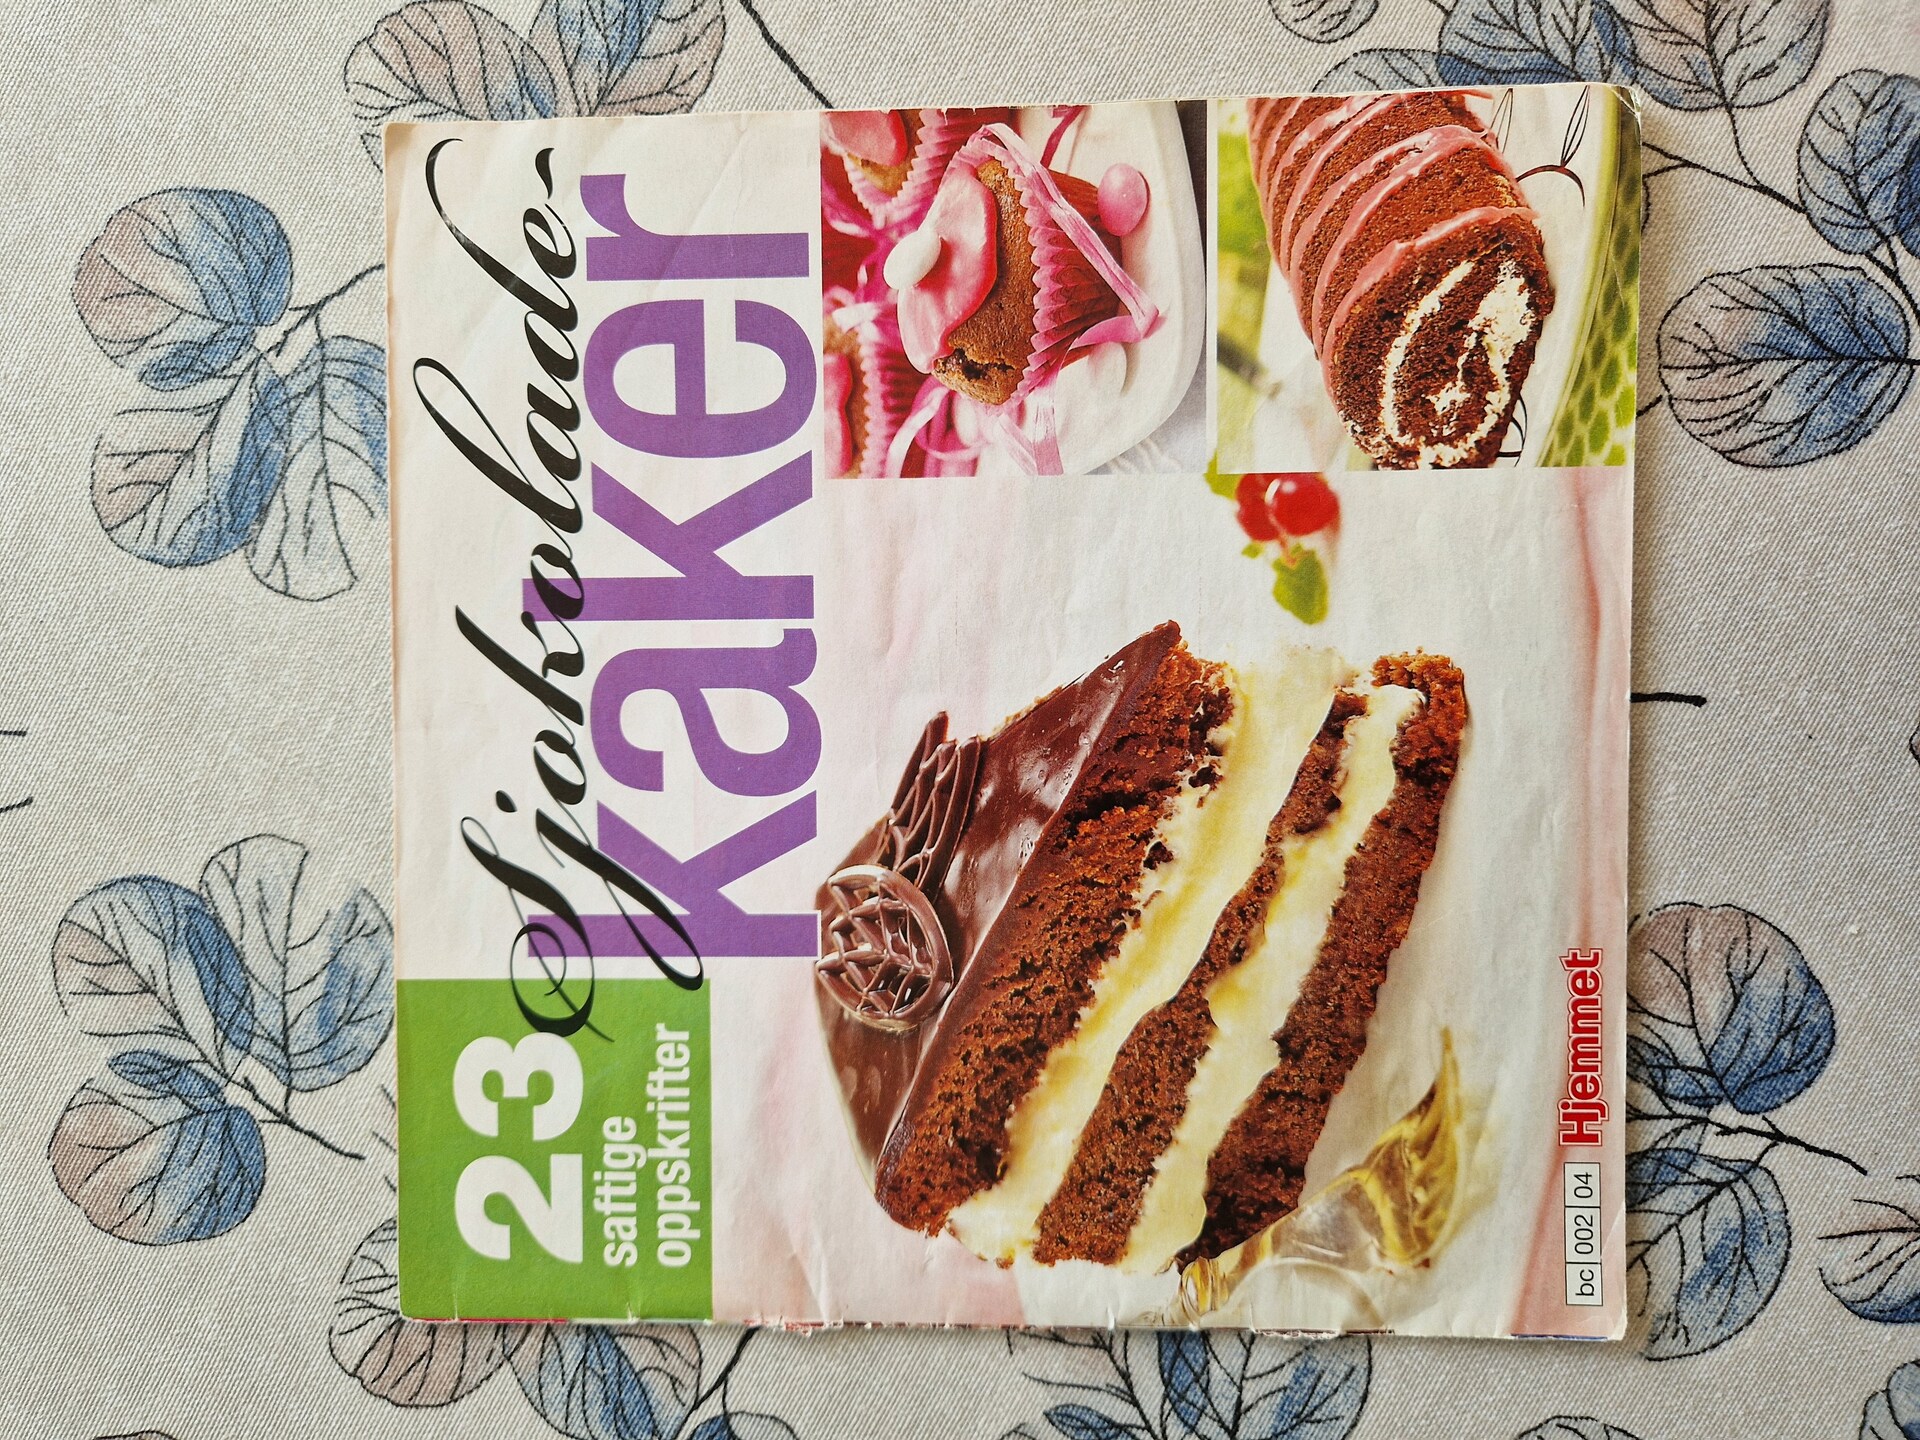 23
saftige
oppskrifter
Sjokolade-
kaker
bc 002 04
Hjemmet